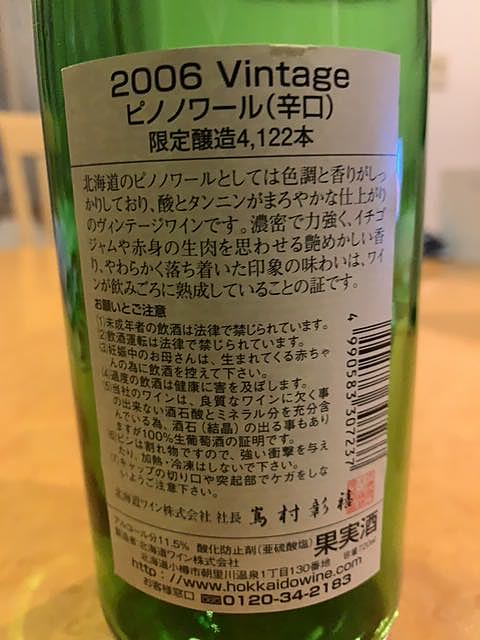 2006 Vintage
ピノノワール(辛口)
限定醸造4,122本
北海道のピノノワールとしては色調と香りがしっ
かりしており、酸とタンニンがまろやかな仕上がり
のヴィンテージワインです。濃密で力強く、イチゴ
ジャムや赤身の生肉を思わせる艶めかしい香
り、やわらかく落ち着いた印象の味わいは、ワイ
ンが飲みごろに熟成していることの証です。
お願いとご注意
(1)未成年者の飲酒は法律で禁じられています。
(2)飲酒運転は法律で禁じられています。
(3)妊娠中のお母さんは、生まれてくる赤ちゃ
んの為に飲酒を控えて下さい。
(4)過度の飲酒は健康に害を及ぼします。
(5)当社のワインは、良質なワインに欠く事
の出来ない酒石酸とミネラル分を充分含
んでいる為、酒石(結晶)の出る事もあり
ますが100%生葡萄酒の証明です。
(6)ビンは割れ物ですので、強い衝撃を与え
たり、加熱・冷凍はしないで下さい。
(7)キャップの切り口や突起部でケガをしな
いようご注意下さい。
4990583307237
北海道ワイン株式会社 社長 嶌村彰禧
アルコール分11.5% 酸化防止剤(亜硫酸塩) 果実酒
製造者 北海道ワイン株式会社 容量720ml
北海道小樽市朝里川温泉1丁目130番地
http://www.hokkaidowine.com
お客様窓口 0120-34-2183